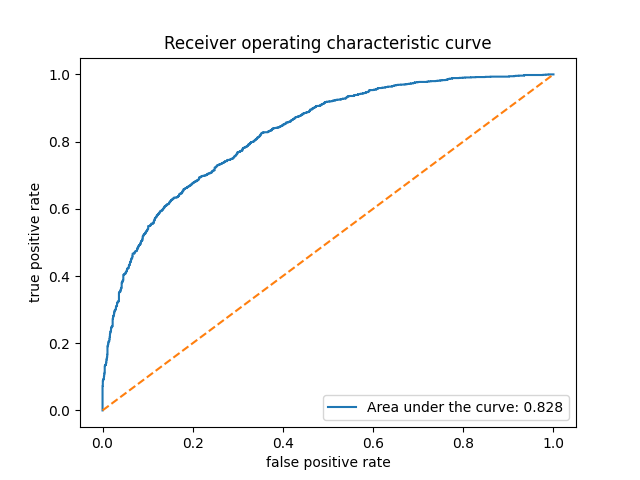 Receiver operating characteristic curve
1.0
0.8
0.6
0.4
0.2
0.0
true positive rate
Area under the curve: 0.828
0.0 0.2 0.4 0.6 0.8 1.0
false positive rate